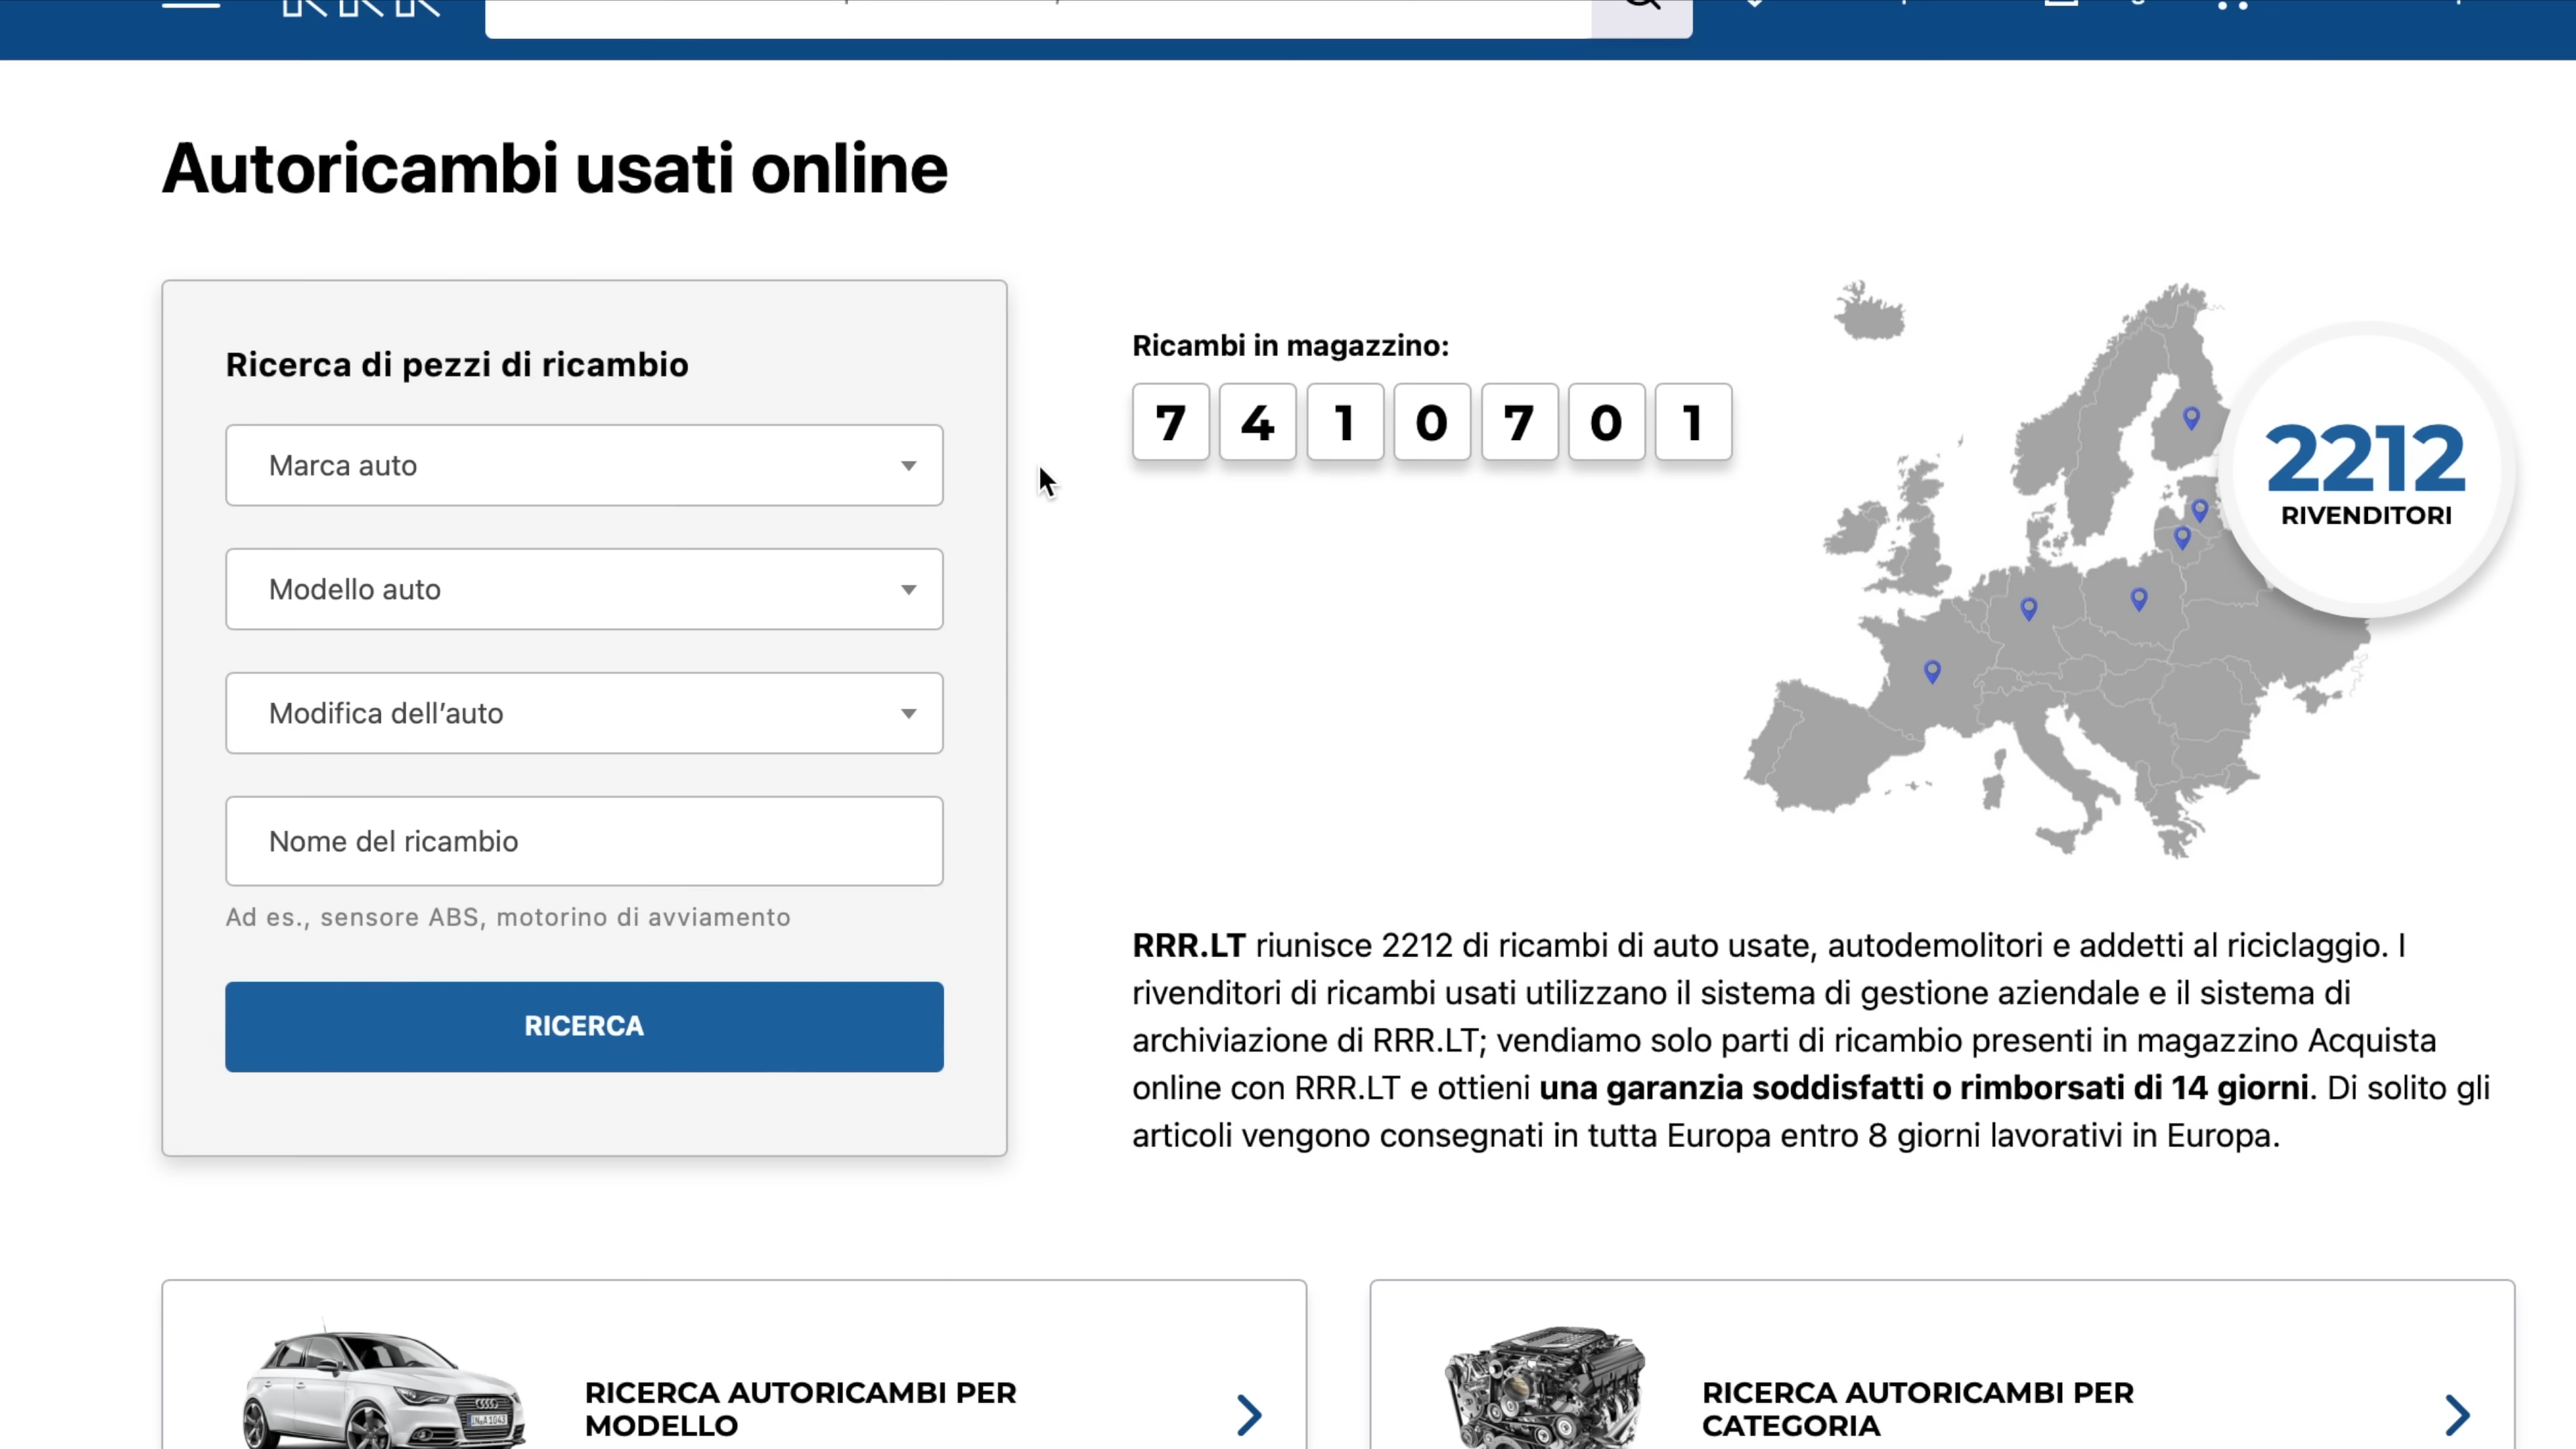 Autoricambi usati online
Ricerca di pezzi di ricambio
Marca auto
Modello auto
Modifica dell'auto
Nome del ricambio
Ad es., sensore ABS, motorino di avviamento
RICERCA
Ricambi in magazzino:
7 4 1 0 7 0 1
2212
RIVENDITORI
RRR.LT riunisce 2212 di ricambi di auto usate, autodemolitori e addetti al riciclaggio. I
rivenditori di ricambi usati utilizzano il sistema di gestione aziendale e il sistema di
archiviazione di RRR.LT; vendiamo solo parti di ricambio presenti in magazzino Acquista
online con RRR.LT e ottieni una garanzia soddisfatti o rimborsati di 14 giorni. Di solito gli
articoli vengono consegnati in tutta Europa entro 8 giorni lavorativi in Europa.
RICERCA AUTORICAMBI PER
MODELLO
RICERCA AUTORICAMBI PER
CATEGORIA